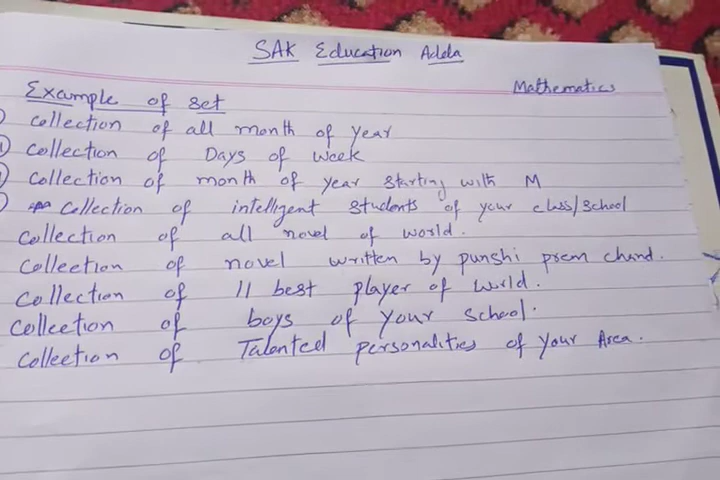 SAK Education Adda
Mathematics
Example of set
Collection of all month of year
Collection of Days of week
Collection of month of year starting with M
Collection of intelligent students of your class/school
Collection of all novel of world.
Collection of novel written by punshi prem chand.
Collection of 11 best player of world.
Collection of boys of your school.
Collection of Talented personalities of your Area.